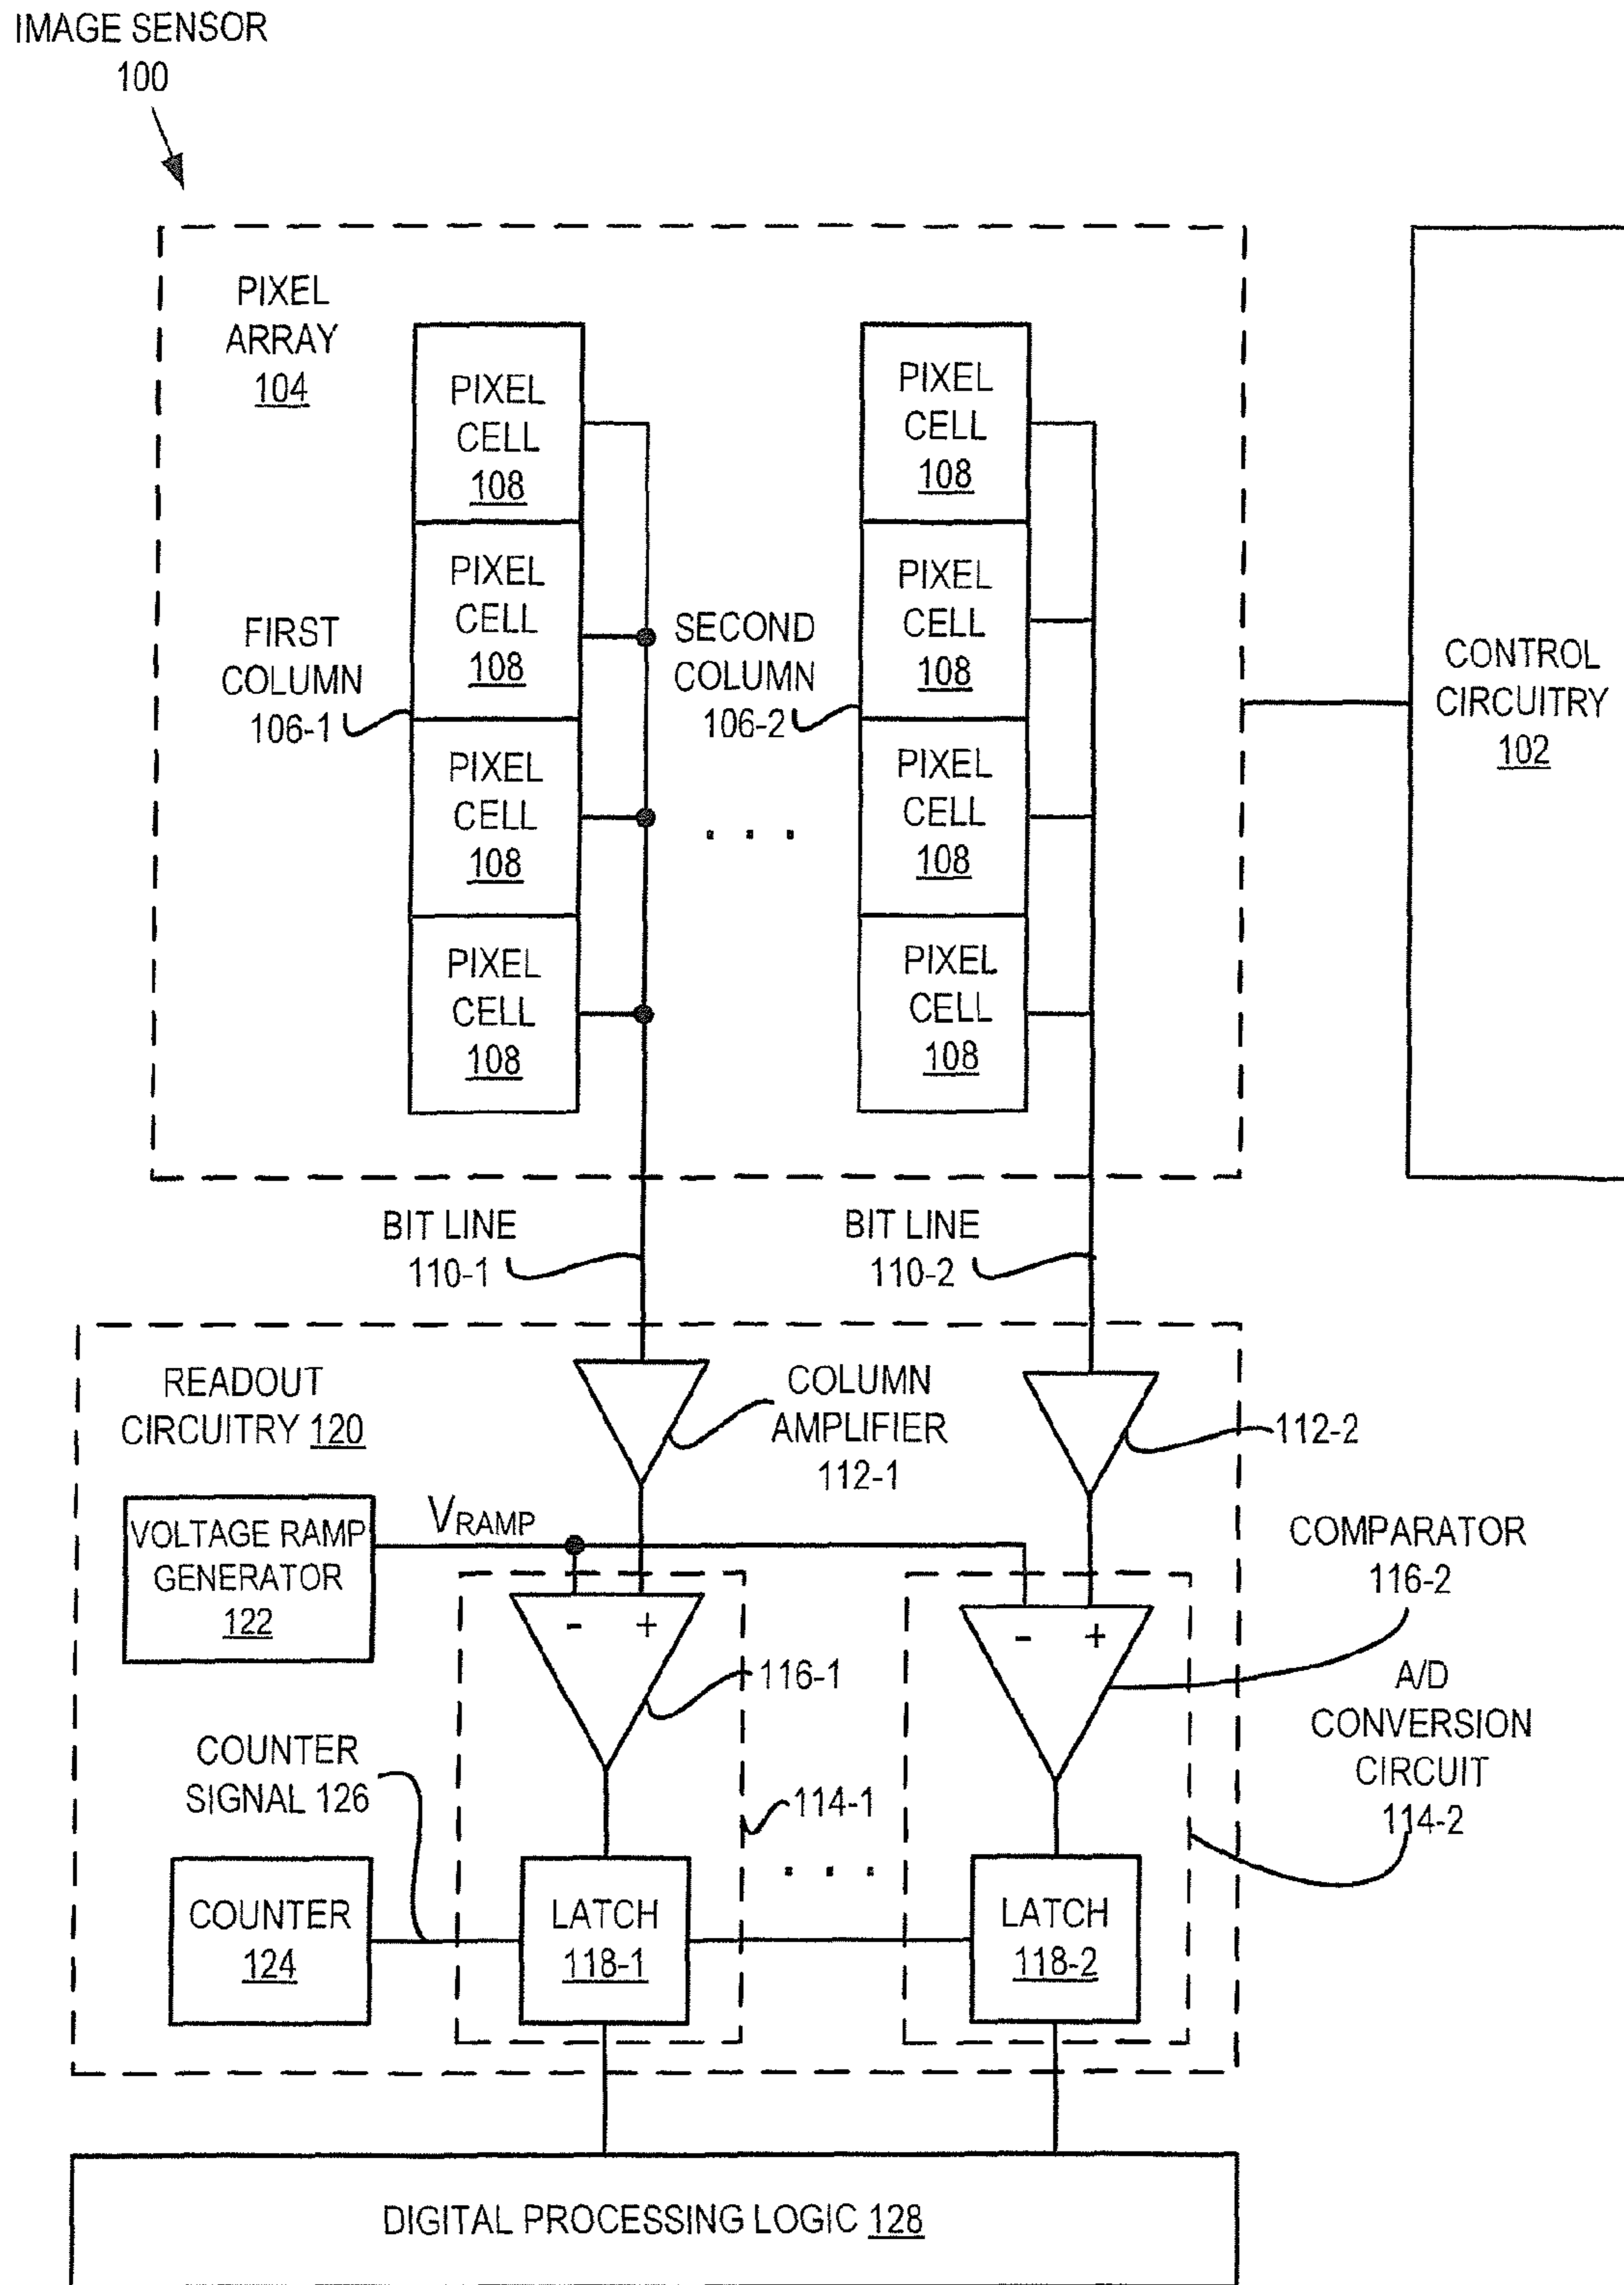 IMAGE SENSOR
100
PIXEL
ARRAY
104
PIXEL
CELL
108
PIXEL
CELL
108
PIXEL
CELL
108
PIXEL
CELL
108
FIRST
COLUMN
106-1
PIXEL
CELL
108
PIXEL
CELL
108
PIXEL
CELL
108
PIXEL
CELL
108
SECOND
COLUMN
106-2
. . .
CONTROL
CIRCUITRY
102
BIT LINE
110-1
BIT LINE
110-2
READOUT
CIRCUITRY 120
COLUMN
AMPLIFIER
112-1
112-2
VOLTAGE RAMP
GENERATOR
122
VRAMP
- +
- +
116-1
COMPARATOR
116-2
A/D
CONVERSION
CIRCUIT
114-2
COUNTER
SIGNAL 126
114-1
. . .
COUNTER
124
LATCH
118-1
LATCH
118-2
DIGITAL PROCESSING LOGIC 128